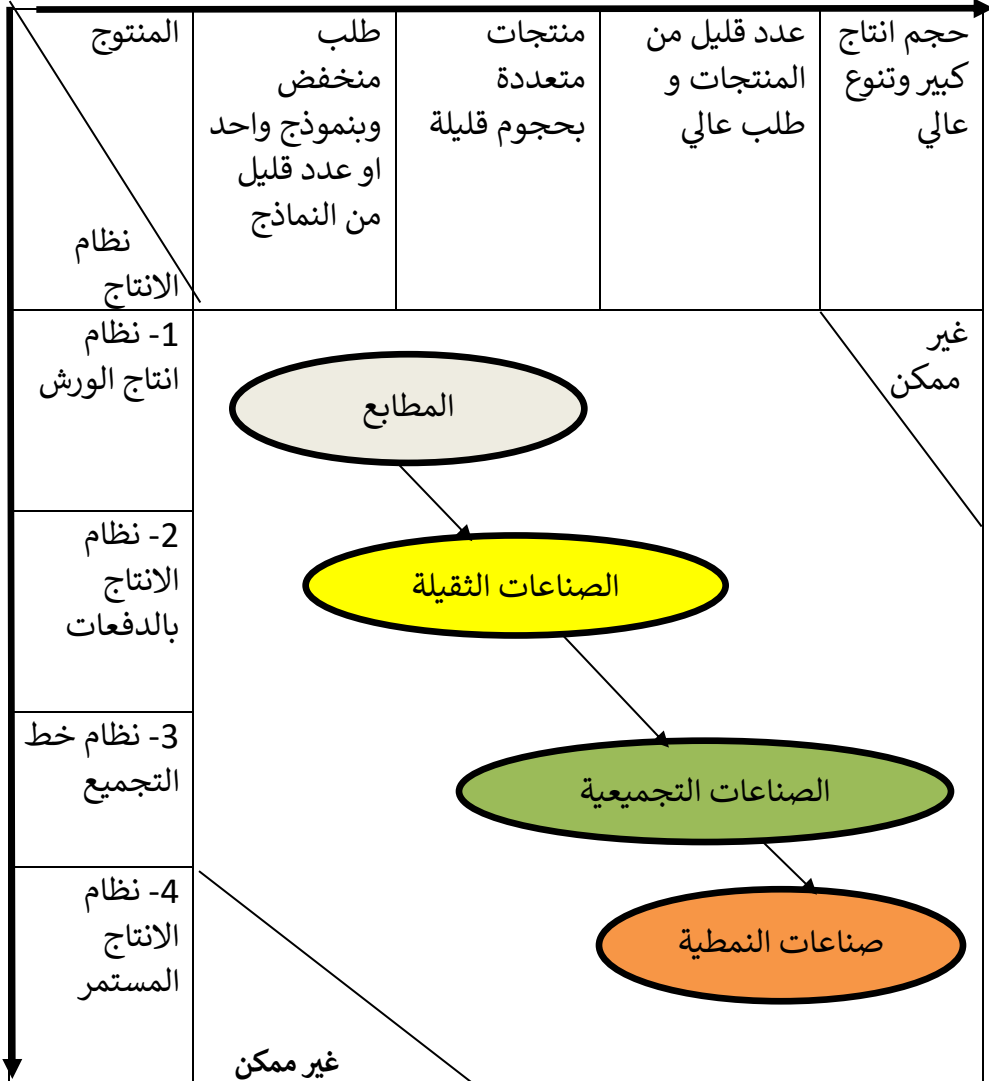 المنتوج
نظام
الانتاج
طلب
منخفض
وبنموذج واحد
او عدد قليل
من النماذج
منتجات
متعددة
بحجوم قليلة
عدد قليل من
المنتجات و
طلب عالي
حجم انتاج
كبير وتنوع
عالي
1- نظام
انتاج الورش
المطابع
غير
ممكن
2- نظام
الانتاج
بالدفعات
الصناعات الثقيلة
3- نظام خط
التجميع
الصناعات التجميعية
4- نظام
الانتاج
المستمر
صناعات النمطية
غير ممكن